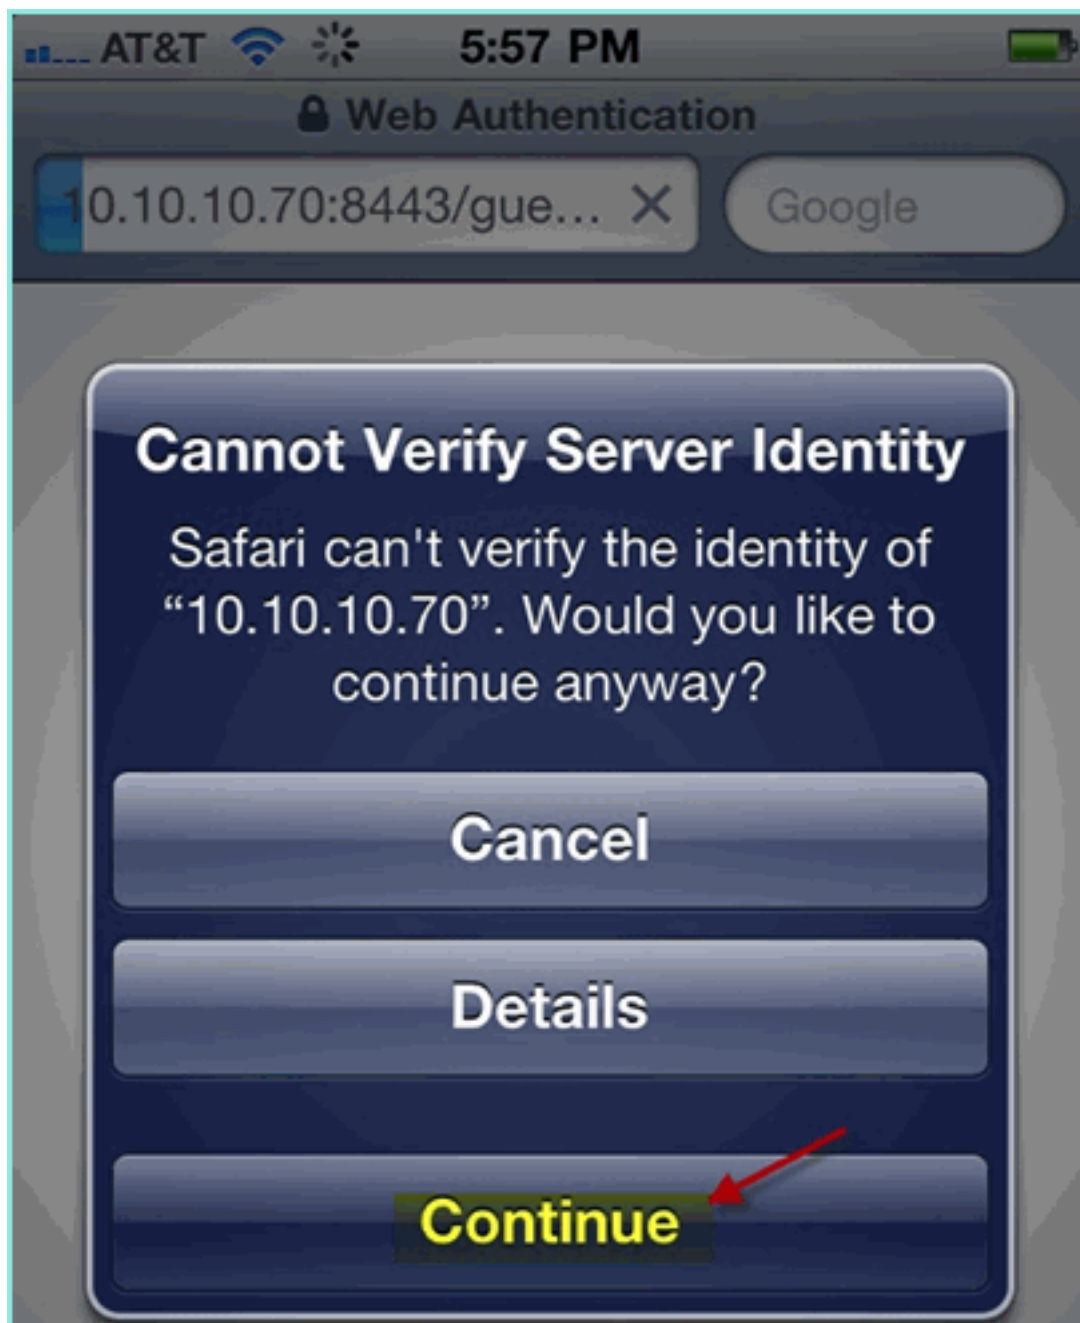 AT&T 5:57 PM
Web Authentication
10.10.10.70:8443/gue... Google
Cannot Verify Server Identity
Safari can't verify the identity of
“10.10.10.70”. Would you like to
continue anyway?
Cancel
Details
Continue